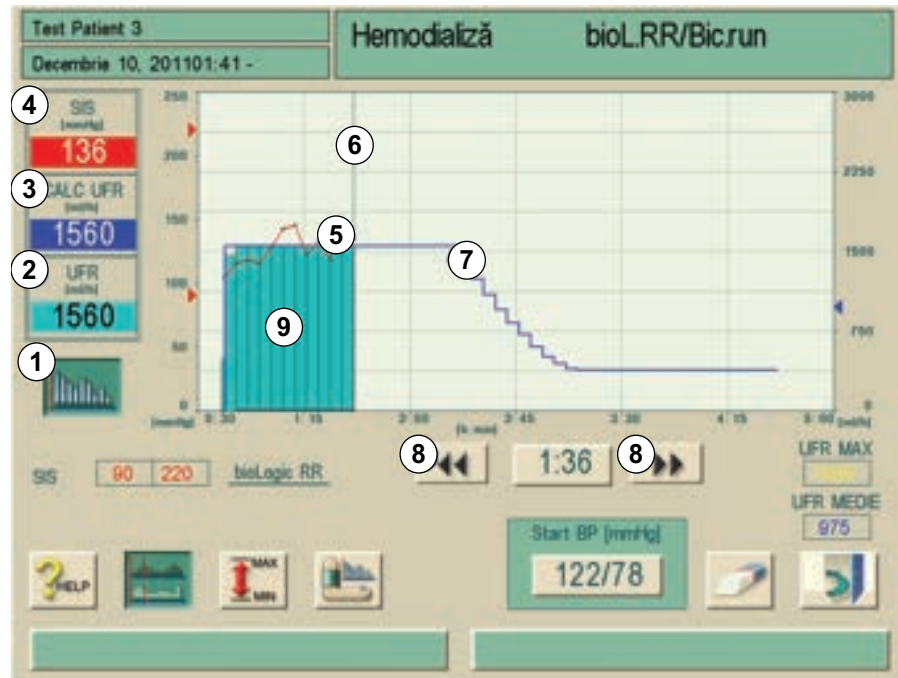 Test Patient 3
Hemodializă bioL.RR/Bic.run
Decembrie 10, 201101:41 -
4
SIS
[mmHg]
136
3
CALC UFR
[ml/h]
1560
2
UFR
[ml/h]
1560
1
250
200
150
100
50
0
[mmHg]
3000
2250
1500
750
0
[ml/h]
6
5
7
9
0:30 1:15 2:00 2:45 3:30 4:15 5:00
[h:min]
8
1:36
8
SIS 90 220 bioLogic RR
UFR MAX
UFR MEDIE
975
Start BP [mmHg]
122/78
?HELP
MAX
MIN